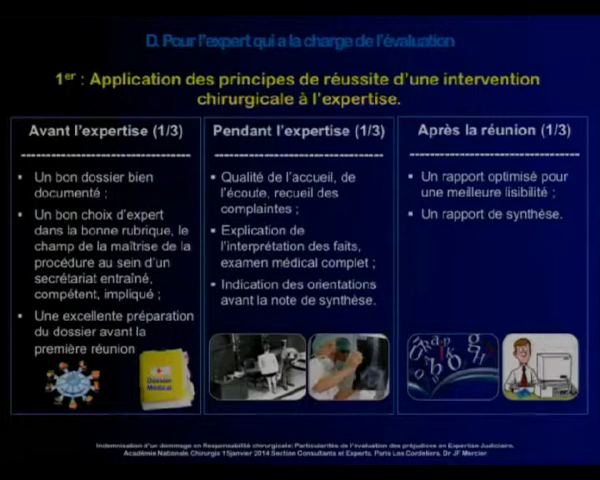 D. Pour l'expert qui a la charge de l'évaluation
1er : Application des principes de réussite d'une intervention
chirurgicale à l'expertise.
Avant l'expertise (1/3)
-----------------------------------
▪ Un bon dossier bien
documenté ;
▪ Un bon choix d'expert
dans la bonne rubrique, le
champ de la maîtrise de la
procédure au sein d'un
secrétariat entraîné,
compétent, impliqué ;
▪ Une excellente préparation
du dossier avant la
première réunion
Dossier
Médical
Pendant l'expertise (1/3)
-----------------------------------
▪ Qualité de l'accueil, de
l'écoute, recueil des
complaintes ;
▪ Explication de
l'interprétation des faits,
examen médical complet ;
▪ Indication des orientations
avant la note de synthèse.
Après la réunion (1/3)
-----------------------------------
▪ Un rapport optimisé pour
une meilleure lisibilité ;
▪ Un rapport de synthèse.
Indemnisation d'un dommage en Responsabilité chirurgicale: Particularités de l'évaluation des préjudices en Expertise Judiciaire.
Académie Nationale Chirurgie 15janvier 2014 Section Consultants et Experts. Paris Les Cordeliers. Dr JF Mercier